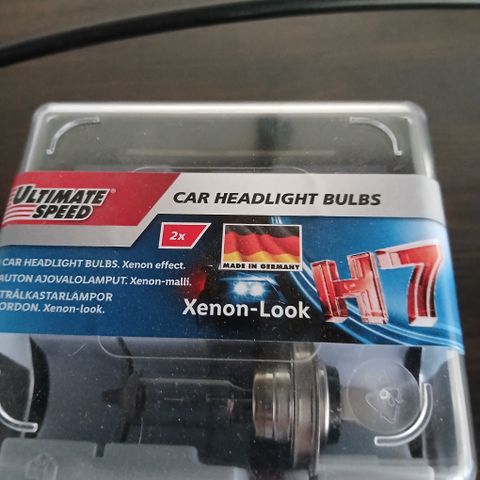 ULTIMATE SPEED®
CAR HEADLIGHT BULBS
2x
MADE IN GERMANY
H7
Xenon-Look
CAR HEADLIGHT BULBS. Xenon effect.
AUTON AJOVALOLAMPUT. Xenon-malli.
STRÅLKASTARLAMPOR
FORDON. Xenon-look.